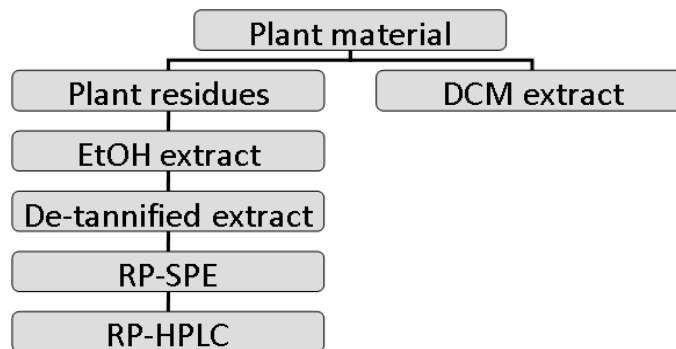 Plant material
Plant residues
DCM extract
EtOH extract
De-tannified extract
RP-SPE
RP-HPLC